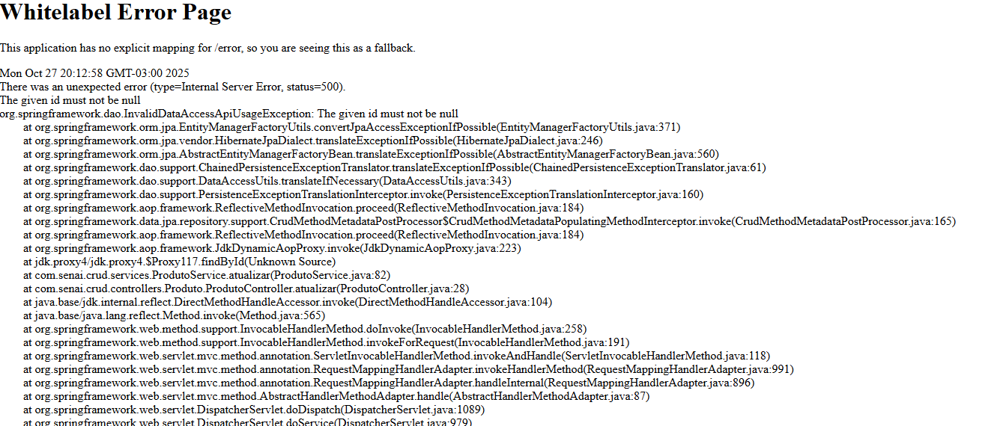 Whitelabel Error Page
This application has no explicit mapping for /error, so you are seeing this as a fallback.
Mon Oct 27 20:12:58 GMT-03:00 2025
There was an unexpected error (type=Internal Server Error, status=500).
The given id must not be null
org.springframework.dao.InvalidDataAccessApiUsageException: The given id must not be null
at org.springframework.orm.jpa.EntityManagerFactoryUtils.convertJpaAccessExceptionIfPossible(EntityManagerFactoryUtils.java:371)
at org.springframework.orm.jpa.vendor.HibernateJpaDialect.translateExceptionIfPossible(HibernateJpaDialect.java:246)
at org.springframework.orm.jpa.AbstractEntityManagerFactoryBean.translateExceptionIfPossible(AbstractEntityManagerFactoryBean.java:560)
at org.springframework.dao.support.ChainedPersistenceExceptionTranslator.translateExceptionIfPossible(ChainedPersistenceExceptionTranslator.java:61)
at org.springframework.dao.support.DataAccessUtils.translateIfNecessary(DataAccessUtils.java:343)
at org.springframework.dao.support.PersistenceExceptionTranslationInterceptor.invoke(PersistenceExceptionTranslationInterceptor.java:160)
at org.springframework.aop.framework.ReflectiveMethodInvocation.proceed(ReflectiveMethodInvocation.java:184)
at org.springframework.data.jpa.repository.support.CrudMethodMetadataPostProcessor$CrudMethodMetadataPopulatingMethodInterceptor.invoke(CrudMethodMetadataPostProcessor.java:165)
at org.springframework.aop.framework.ReflectiveMethodInvocation.proceed(ReflectiveMethodInvocation.java:184)
at org.springframework.aop.framework.JdkDynamicAopProxy.invoke(JdkDynamicAopProxy.java:223)
at jdk.proxy4/jdk.proxy4.$Proxy117.findById(Unknown Source)
at com.senai.crud.services.ProdutoService.atualizar(ProdutoService.java:82)
at com.senai.crud.controllers.Produto.ProdutoController.atualizar(ProdutoController.java:28)
at java.base/jdk.internal.reflect.DirectMethodHandleAccessor.invoke(DirectMethodHandleAccessor.java:104)
at java.base/java.lang.reflect.Method.invoke(Method.java:565)
at org.springframework.web.method.support.InvocableHandlerMethod.doInvoke(InvocableHandlerMethod.java:258)
at org.springframework.web.method.support.InvocableHandlerMethod.invokeForRequest(InvocableHandlerMethod.java:191)
at org.springframework.web.servlet.mvc.method.annotation.ServletInvocableHandlerMethod.invokeAndHandle(ServletInvocableHandlerMethod.java:118)
at org.springframework.web.servlet.mvc.method.annotation.RequestMappingHandlerAdapter.invokeHandlerMethod(RequestMappingHandlerAdapter.java:991)
at org.springframework.web.servlet.mvc.method.annotation.RequestMappingHandlerAdapter.handleInternal(RequestMappingHandlerAdapter.java:896)
at org.springframework.web.servlet.mvc.method.AbstractHandlerMethodAdapter.handle(AbstractHandlerMethodAdapter.java:87)
at org.springframework.web.servlet.DispatcherServlet.doDispatch(DispatcherServlet.java:1089)
at org.springframework.web.servlet.DispatcherServlet.doService(DispatcherServlet.java:979)